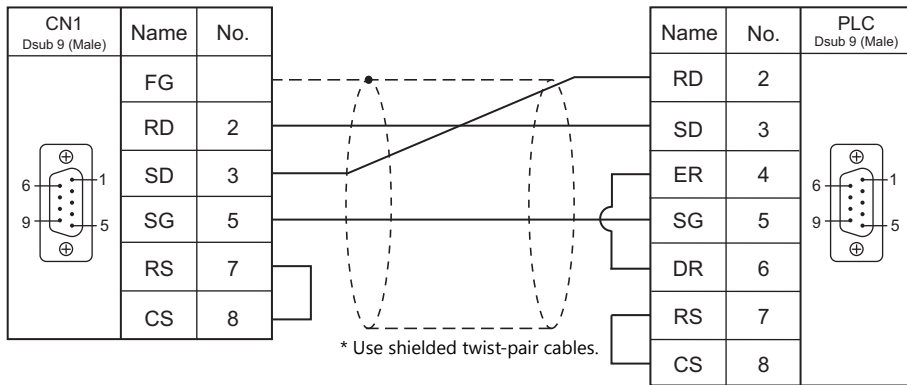 CN1
Dsub 9 (Male)
Name No.
FG
RD 2
SD 3
SG 5
RS 7
CS 8
6 1
9 5
* Use shielded twist-pair cables.
Name No.
PLC
Dsub 9 (Male)
RD 2
SD 3
ER 4
SG 5
DR 6
RS 7
CS 8
6 1
9 5